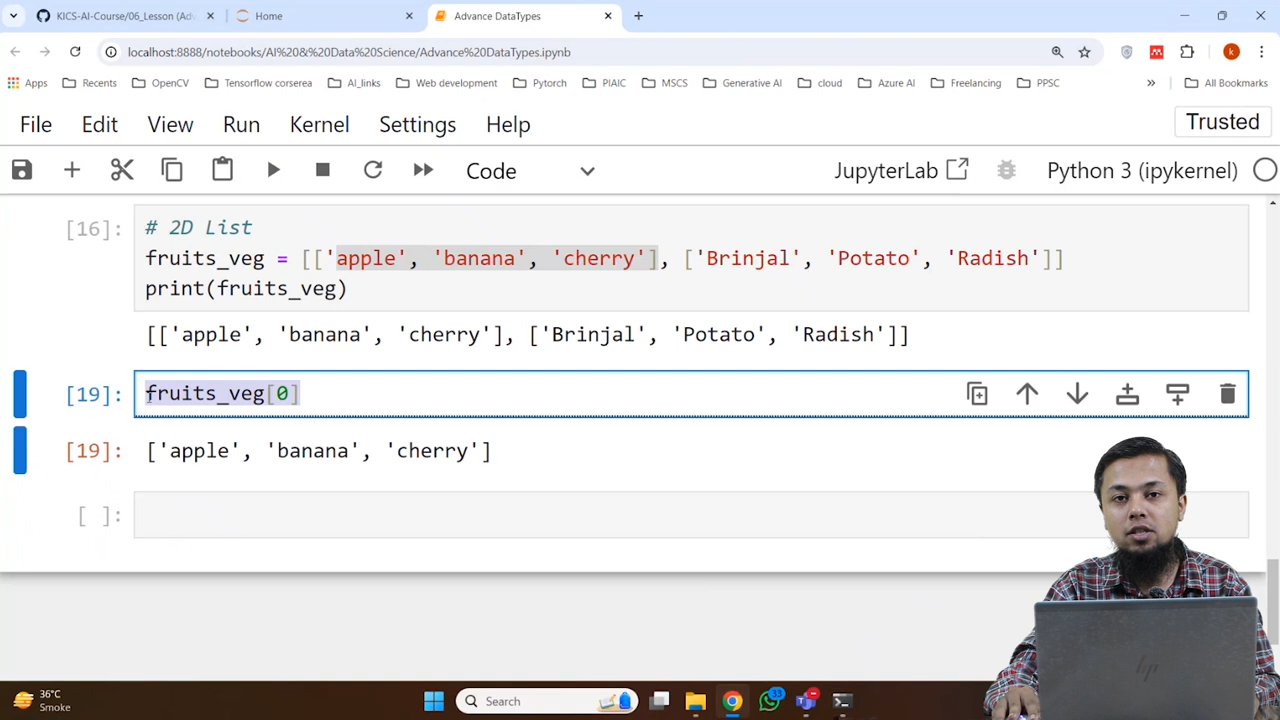 KICS-AI-Course/06_Lesson (Adv
Home
Advance DataTypes
localhost:8888/notebooks/AI%20&%20Data%20Science/Advance%20DataTypes.ipynb
k
Apps
Recents
OpenCV
Tensorflow corserea
AI_links
Web development
Pytorch
PIAIC
MSCS
Generative AI
cloud
Azure AI
Freelancing
PPSC
»
All Bookmarks
File Edit View Run Kernel Settings Help
Trusted
Code
JupyterLab
Python 3 (ipykernel)
[16]:
# 2D List
fruits_veg = [['apple', 'banana', 'cherry'], ['Brinjal', 'Potato', 'Radish']]
print(fruits_veg)
[['apple', 'banana', 'cherry'], ['Brinjal', 'Potato', 'Radish']]
[19]:
fruits_veg[0]
[19]:
['apple', 'banana', 'cherry']
[ ]:
36°C
Smoke
Search
33
hp